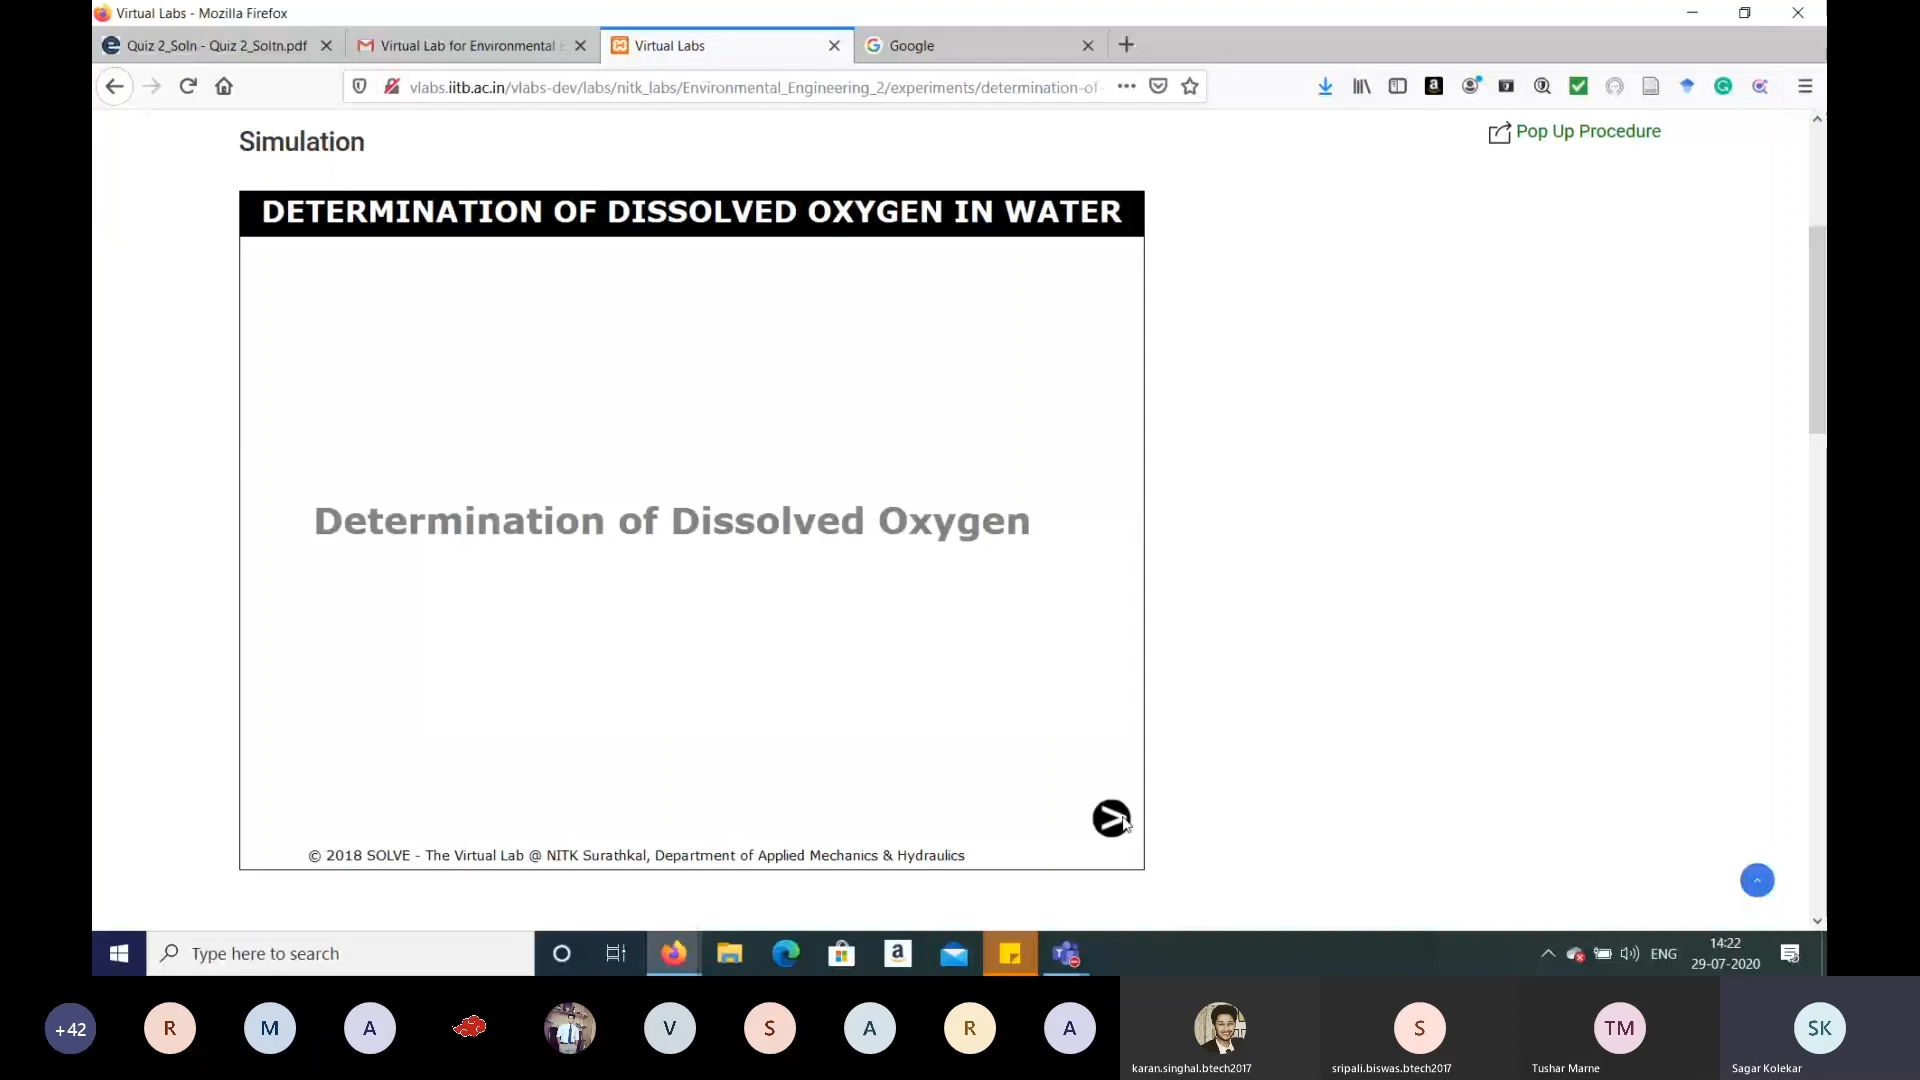 Virtual Labs - Mozilla Firefox
Quiz 2_Soln - Quiz 2_Soltn.pdf
Virtual Lab for Environmental
Virtual Labs
Google
vlabs.iitb.ac.in/vlabs-dev/labs/nitk_labs/Environmental_Engineering_2/experiments/determination-of-
Simulation
Pop Up Procedure
DETERMINATION OF DISSOLVED OXYGEN IN WATER
Determination of Dissolved Oxygen
© 2018 SOLVE - The Virtual Lab @ NITK Surathkal, Department of Applied Mechanics & Hydraulics
Type here to search
ENG
14:22
29-07-2020
+42
R
M
A
V
S
A
R
A
S
TM
SK
karan.singhal.btech2017
sripali.biswas.btech2017
Tushar Marne
Sagar Kolekar